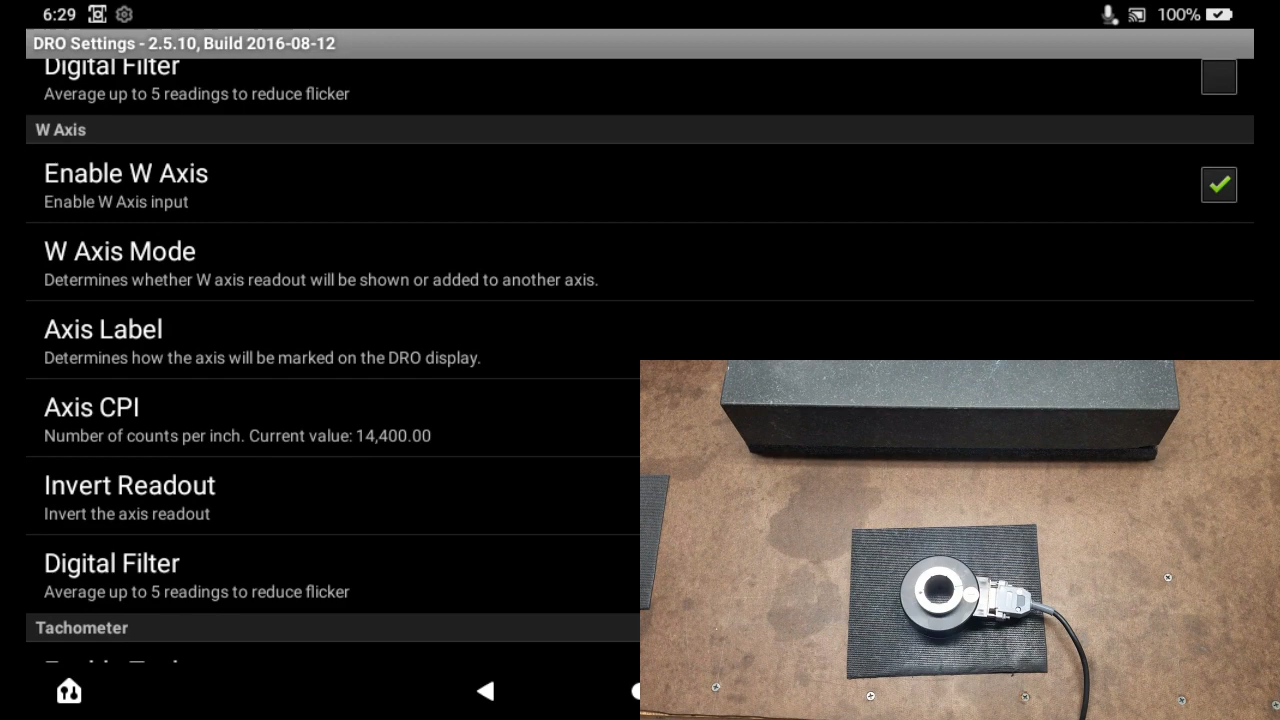 6:29
100%
DRO Settings - 2.5.10, Build 2016-08-12
Digital Filter
Average up to 5 readings to reduce flicker
W Axis
Enable W Axis
Enable W Axis input
W Axis Mode
Determines whether W axis readout will be shown or added to another axis.
Axis Label
Determines how the axis will be marked on the DRO display.
Axis CPI
Number of counts per inch. Current value: 14,400.00
Invert Readout
Invert the axis readout
Digital Filter
Average up to 5 readings to reduce flicker
Tachometer